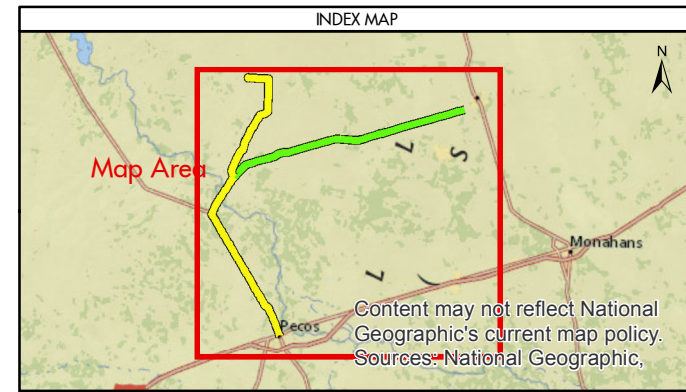 INDEX MAP
N
Map Area
S
L
L
Monahans
Pecos
Content may not reflect National
Geographic's current map policy.
Sources: National Geographic,